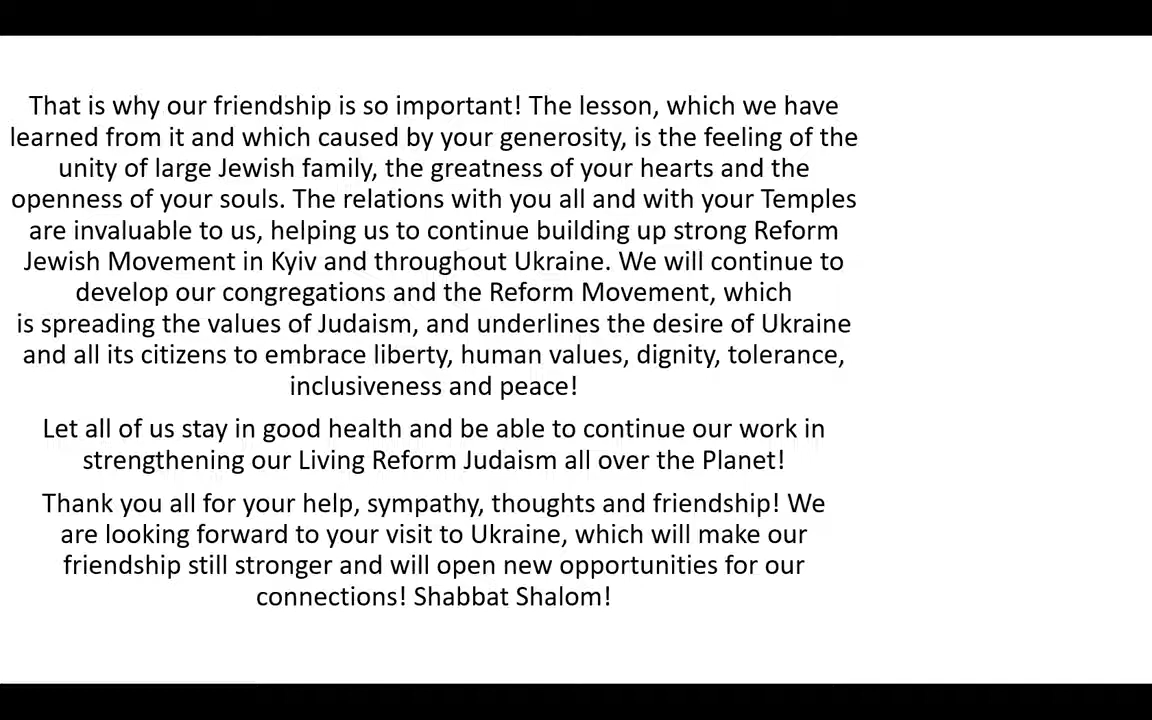 That is why our friendship is so important! The lesson, which we have
learned from it and which caused by your generosity, is the feeling of the
unity of large Jewish family, the greatness of your hearts and the
openness of your souls. The relations with you all and with your Temples
are invaluable to us, helping us to continue building up strong Reform
Jewish Movement in Kyiv and throughout Ukraine. We will continue to
develop our congregations and the Reform Movement, which
is spreading the values of Judaism, and underlines the desire of Ukraine
and all its citizens to embrace liberty, human values, dignity, tolerance,
inclusiveness and peace!
Let all of us stay in good health and be able to continue our work in
strengthening our Living Reform Judaism all over the Planet!
Thank you all for your help, sympathy, thoughts and friendship! We
are looking forward to your visit to Ukraine, which will make our
friendship still stronger and will open new opportunities for our
connections! Shabbat Shalom!